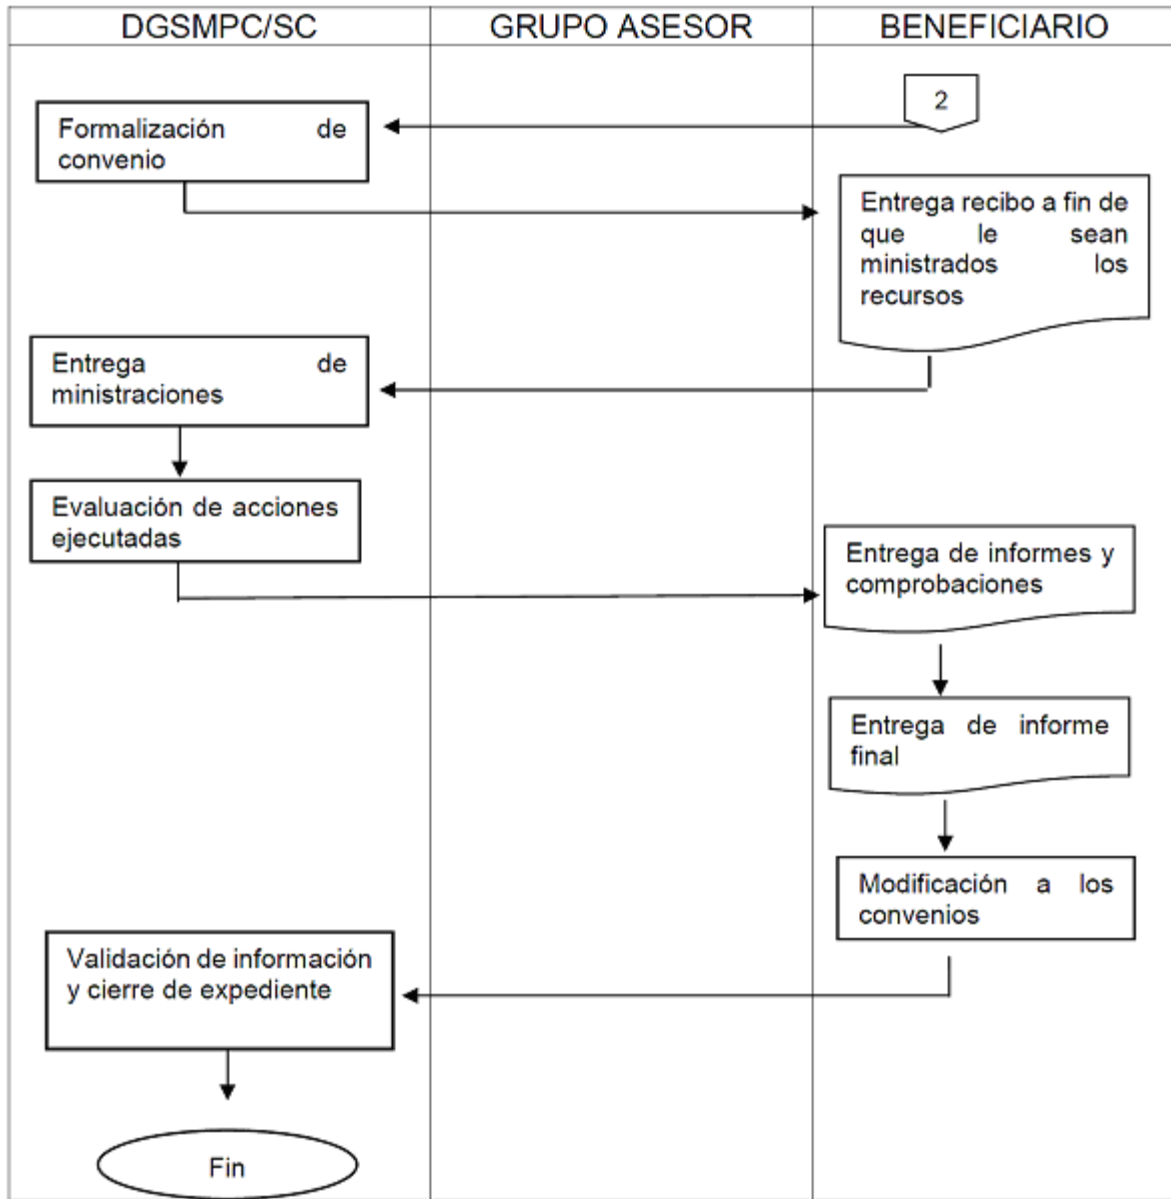 DGSMPC/SC
GRUPO ASESOR
BENEFICIARIO
2
Formalización de
convenio
Entrega recibo a fin de
que le sean
ministrados los
recursos
Entrega de
ministraciones
Evaluación de acciones
ejecutadas
Entrega de informes y
comprobaciones
Entrega de informe
final
Modificación a los
convenios
Validación de información
y cierre de expediente
Fin